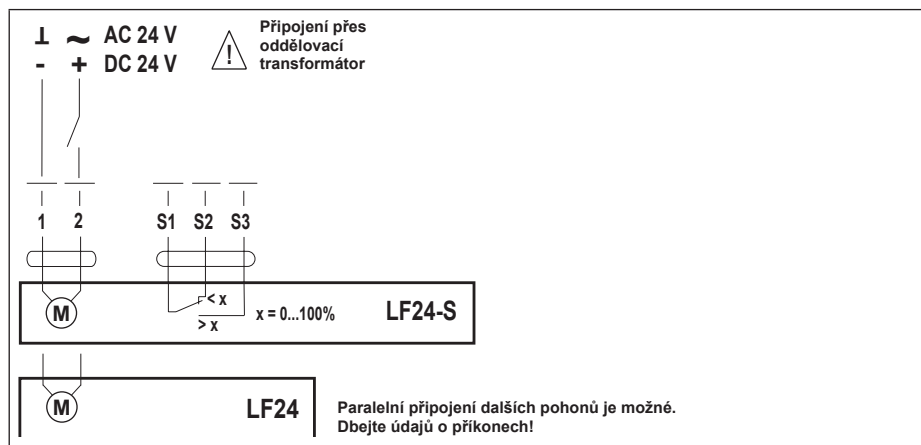 ⊥ ~ AC 24 V
- + DC 24 V
!
Připojení přes
oddělovací
transformátor
1 2 S1 S2 S3
M
< x
> x
x = 0...100%
LF24-S
M
LF24
Paralelní připojení dalších pohonů je možné.
Dbejte údajů o příkonech!